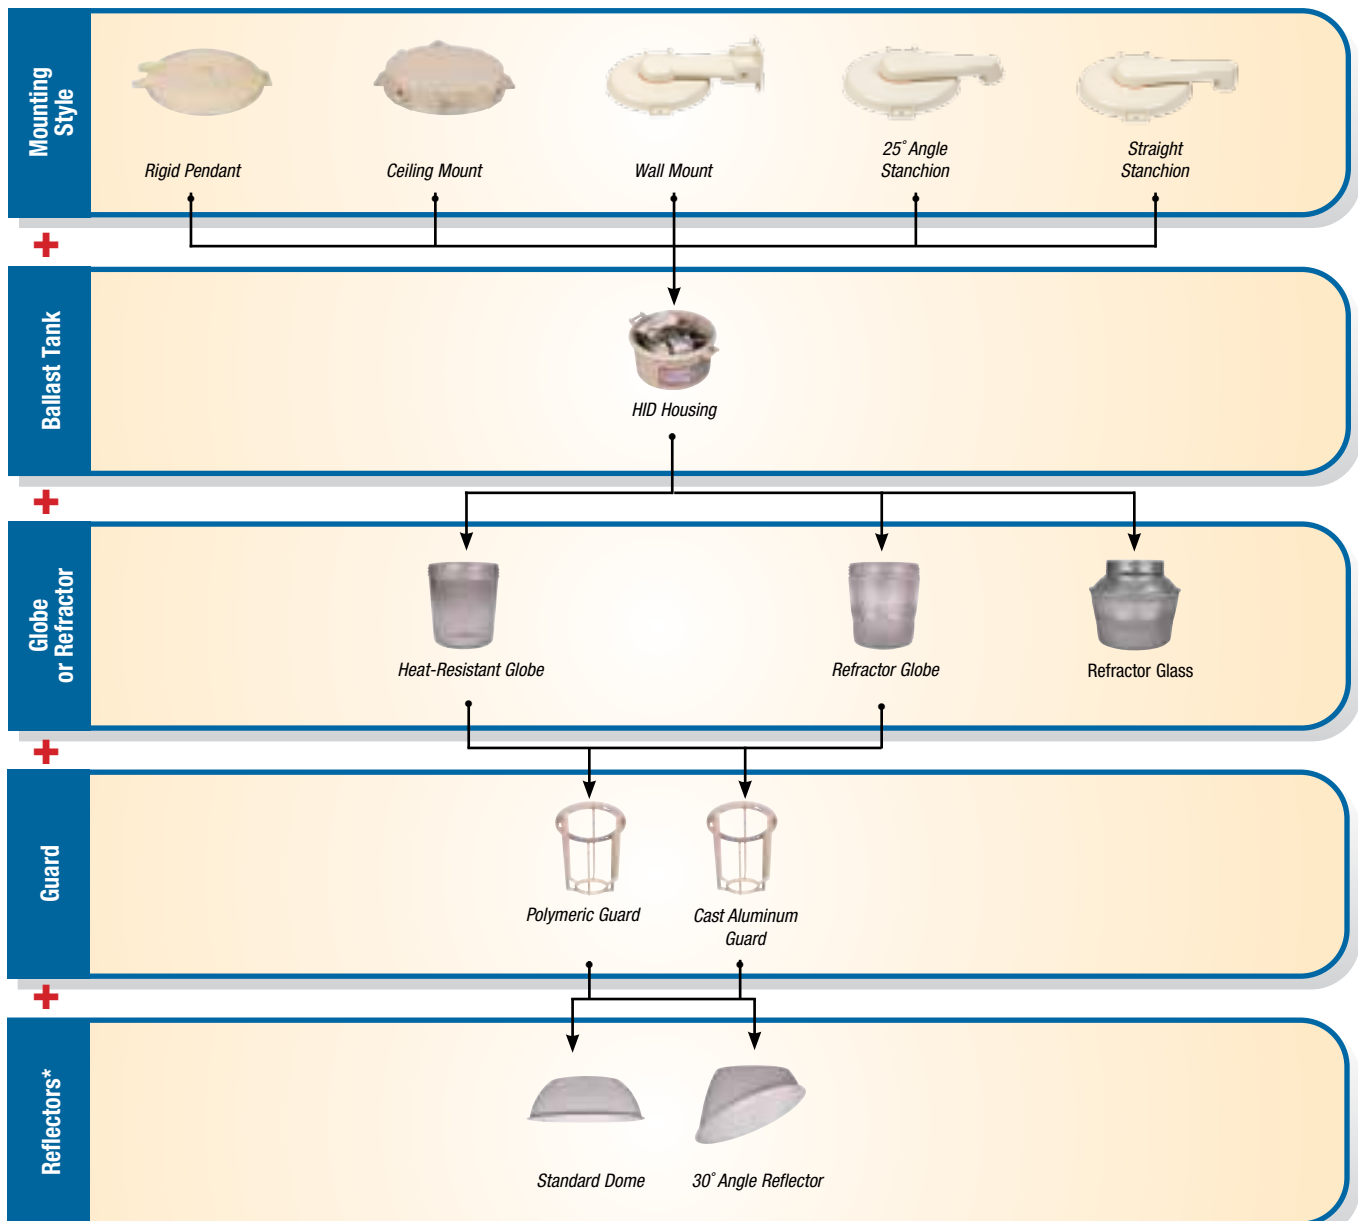 Mounting
Style
Rigid Pendant
Ceiling Mount
Wall Mount
25° Angle
Stanchion
Straight
Stanchion
+
Ballast Tank
HID Housing
+
Globe
or Refractor
Heat-Resistant Globe
Refractor Globe
Refractor Glass
+
Guard
Polymeric Guard
Cast Aluminum
Guard
+
Reflectors*
Standard Dome
30° Angle Reflector